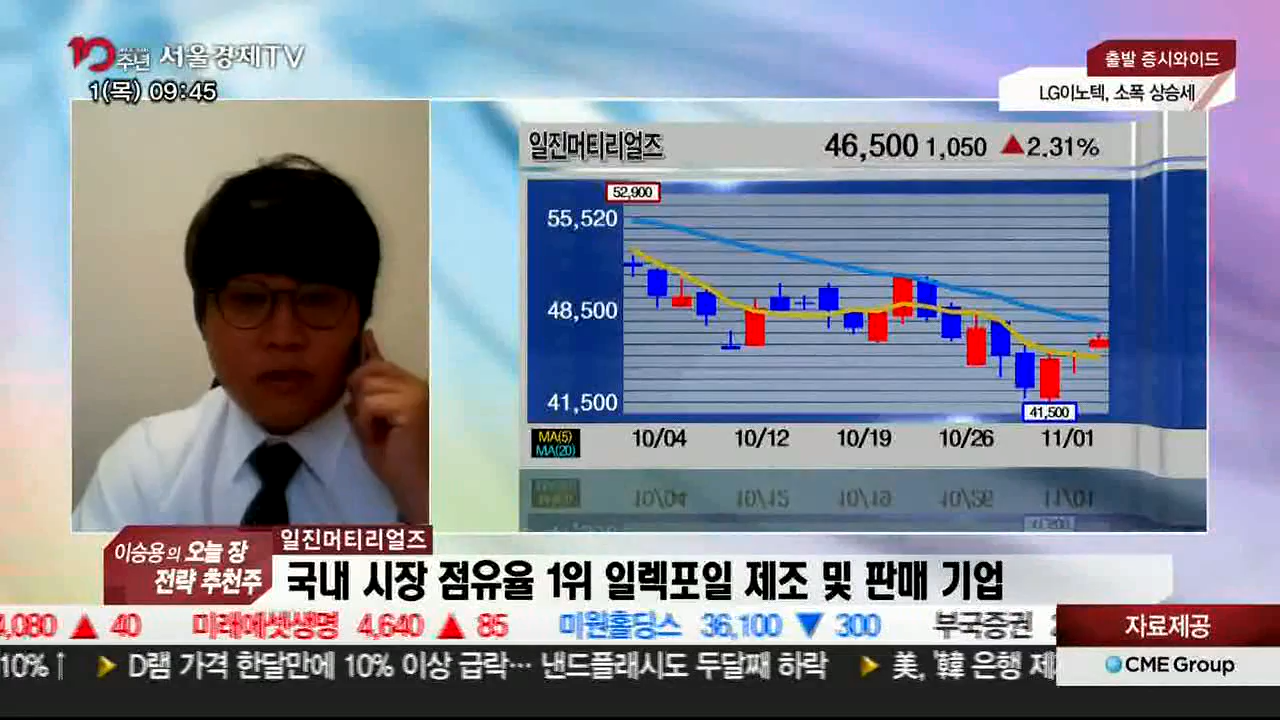 10주년 서울경제TV
1(목) 09:45
출발 증시와이드
LG이노텍, 소폭 상승세
일진머티리얼즈 46,500 1,050 ▲2.31%
52,900
55,520
48,500
41,500
41,500
MA(5)
MA(20)
10/04 10/12 10/19 10/26 11/01
이승용의 오늘 장
전략 추천주
일진머티리얼즈
국내 시장 점유율 1위 일렉포일 제조 및 판매 기업
4,080 ▲ 40 미래에셋생명 4,640 ▲ 85 미원홀딩스 36,100 ▼ 300 부국증권
자료제공
10%↑ D램 가격 한달만에 10% 이상 급락… 낸드플래시도 두달째 하락 美, '韓 은행 제
CME Group